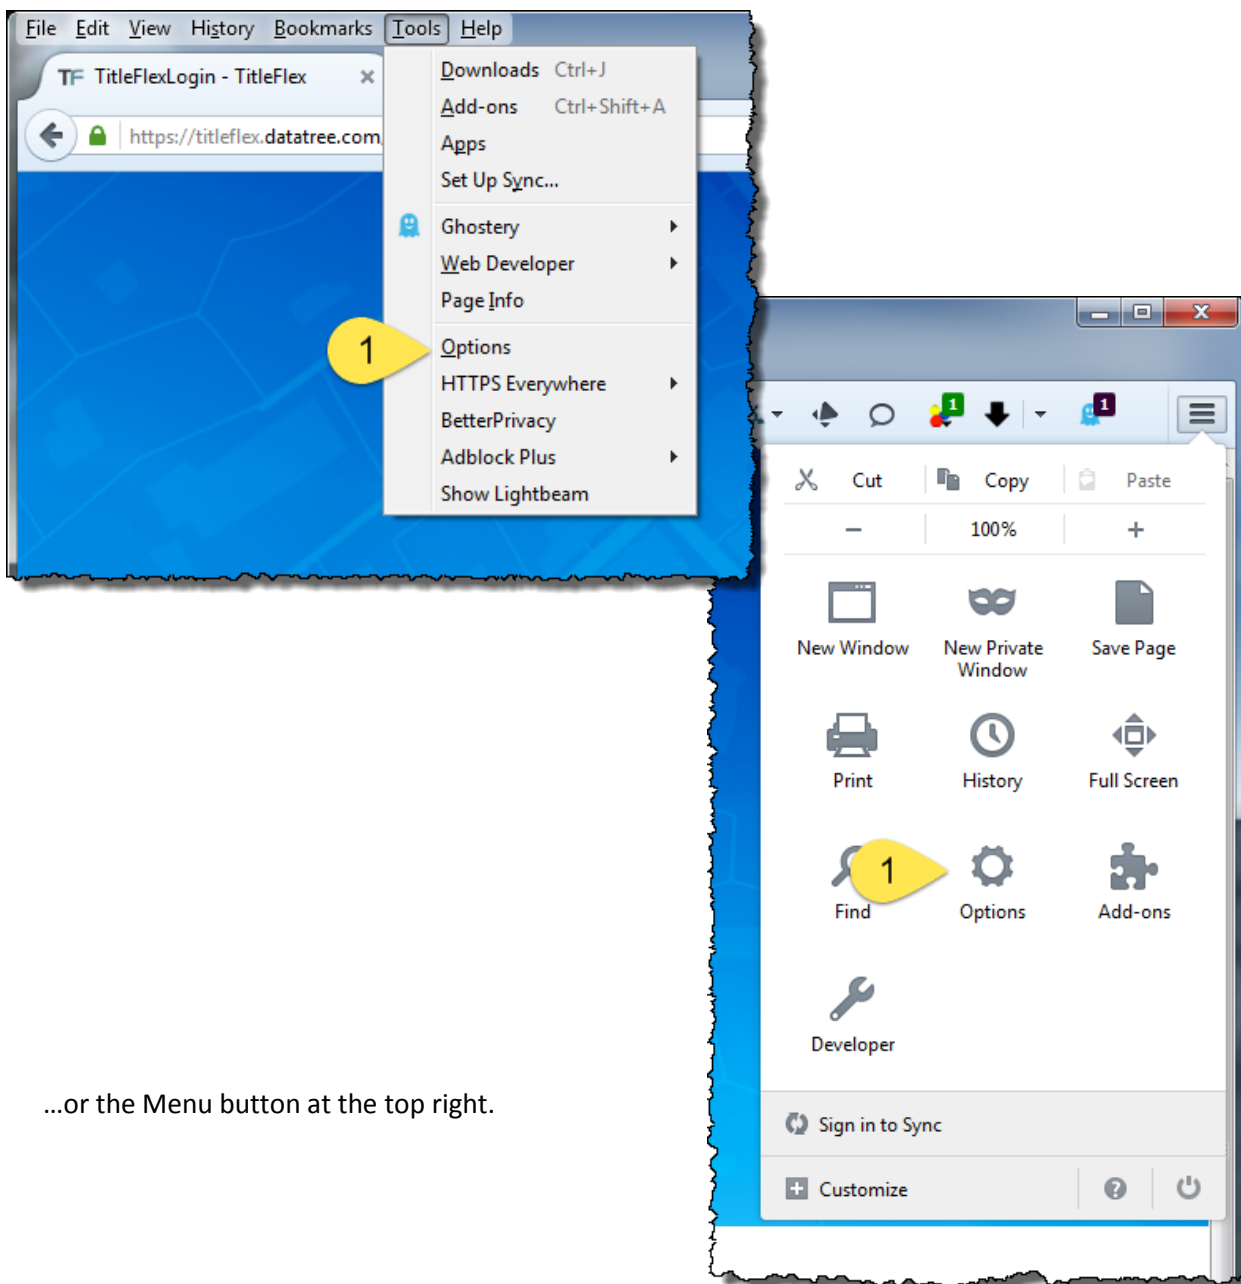 File Edit View History Bookmarks Tools Help
TF TitleFlexLogin - TitleFlex
https://titleflex.datatree.com
Downloads Ctrl+J
Add-ons Ctrl+Shift+A
Apps
Set Up Sync...
Ghostery
Web Developer
Page Info
1
Options
HTTPS Everywhere
BetterPrivacy
Adblock Plus
Show Lightbeam
1 1
Cut Copy Paste
− 100% +
New Window New Private Window Save Page
Print History Full Screen
1
Find Options Add-ons
Developer
Sign in to Sync
Customize
...or the Menu button at the top right.